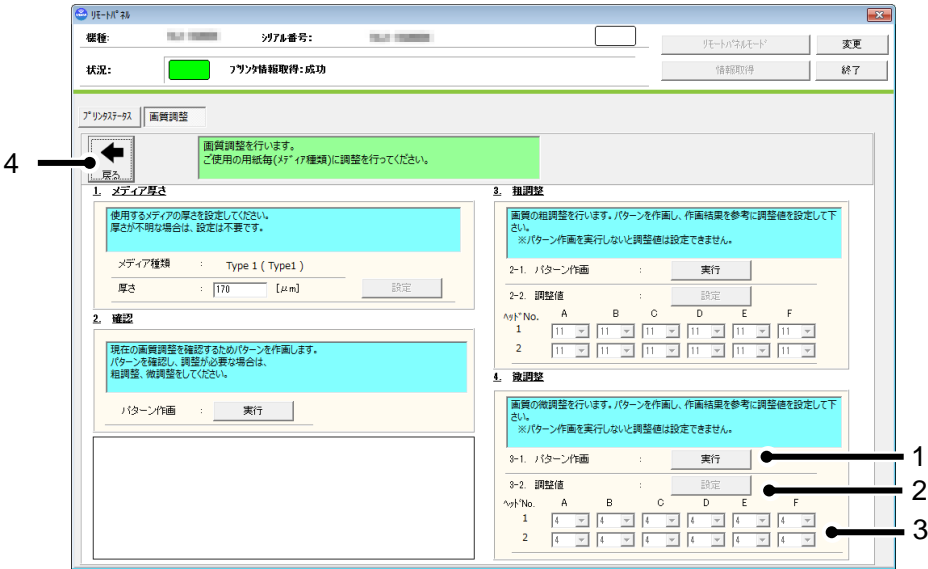 リモートパネル
機種:
シリアル番号:
リモートパネルモード
変更
状況:
プリンタ情報取得:成功
情報取得
終了
プリンタステータス
画質調整
4
戻る
画質調整を行います。
ご使用の用紙毎(メディア種類)に調整を行ってください。
1. メディア厚さ
使用するメディアの厚さを設定してください。
厚さが不明な場合は、設定は不要です。
メディア種類 : Type 1 ( Type1 )
厚さ : 170 [μm] 設定
2. 確認
現在の画質調整を確認するためパターンを作画します。
パターンを確認し、調整が必要な場合は、
粗調整、微調整をしてください。
パターン作画 : 実行
3. 粗調整
画質の粗調整を行います。パターンを作画し、作画結果を参考に調整値を設定して下
さい。
※パターン作画を実行しないと調整値は設定できません。
2-1. パターン作画 : 実行
2-2. 調整値 : 設定
ヘッドNo. A B C D E F
1 11 11 11 11 11 11
2 11 11 11 11 11 11
4. 微調整
画質の微調整を行います。パターンを作画し、作画結果を参考に調整値を設定して下
さい。
※パターン作画を実行しないと調整値は設定できません。
3-1. パターン作画 : 実行
1
3-2. 調整値 : 設定
2
ヘッドNo. A B C D E F
1 4 4 4 4 4 4
3
2 4 4 4 4 4 4